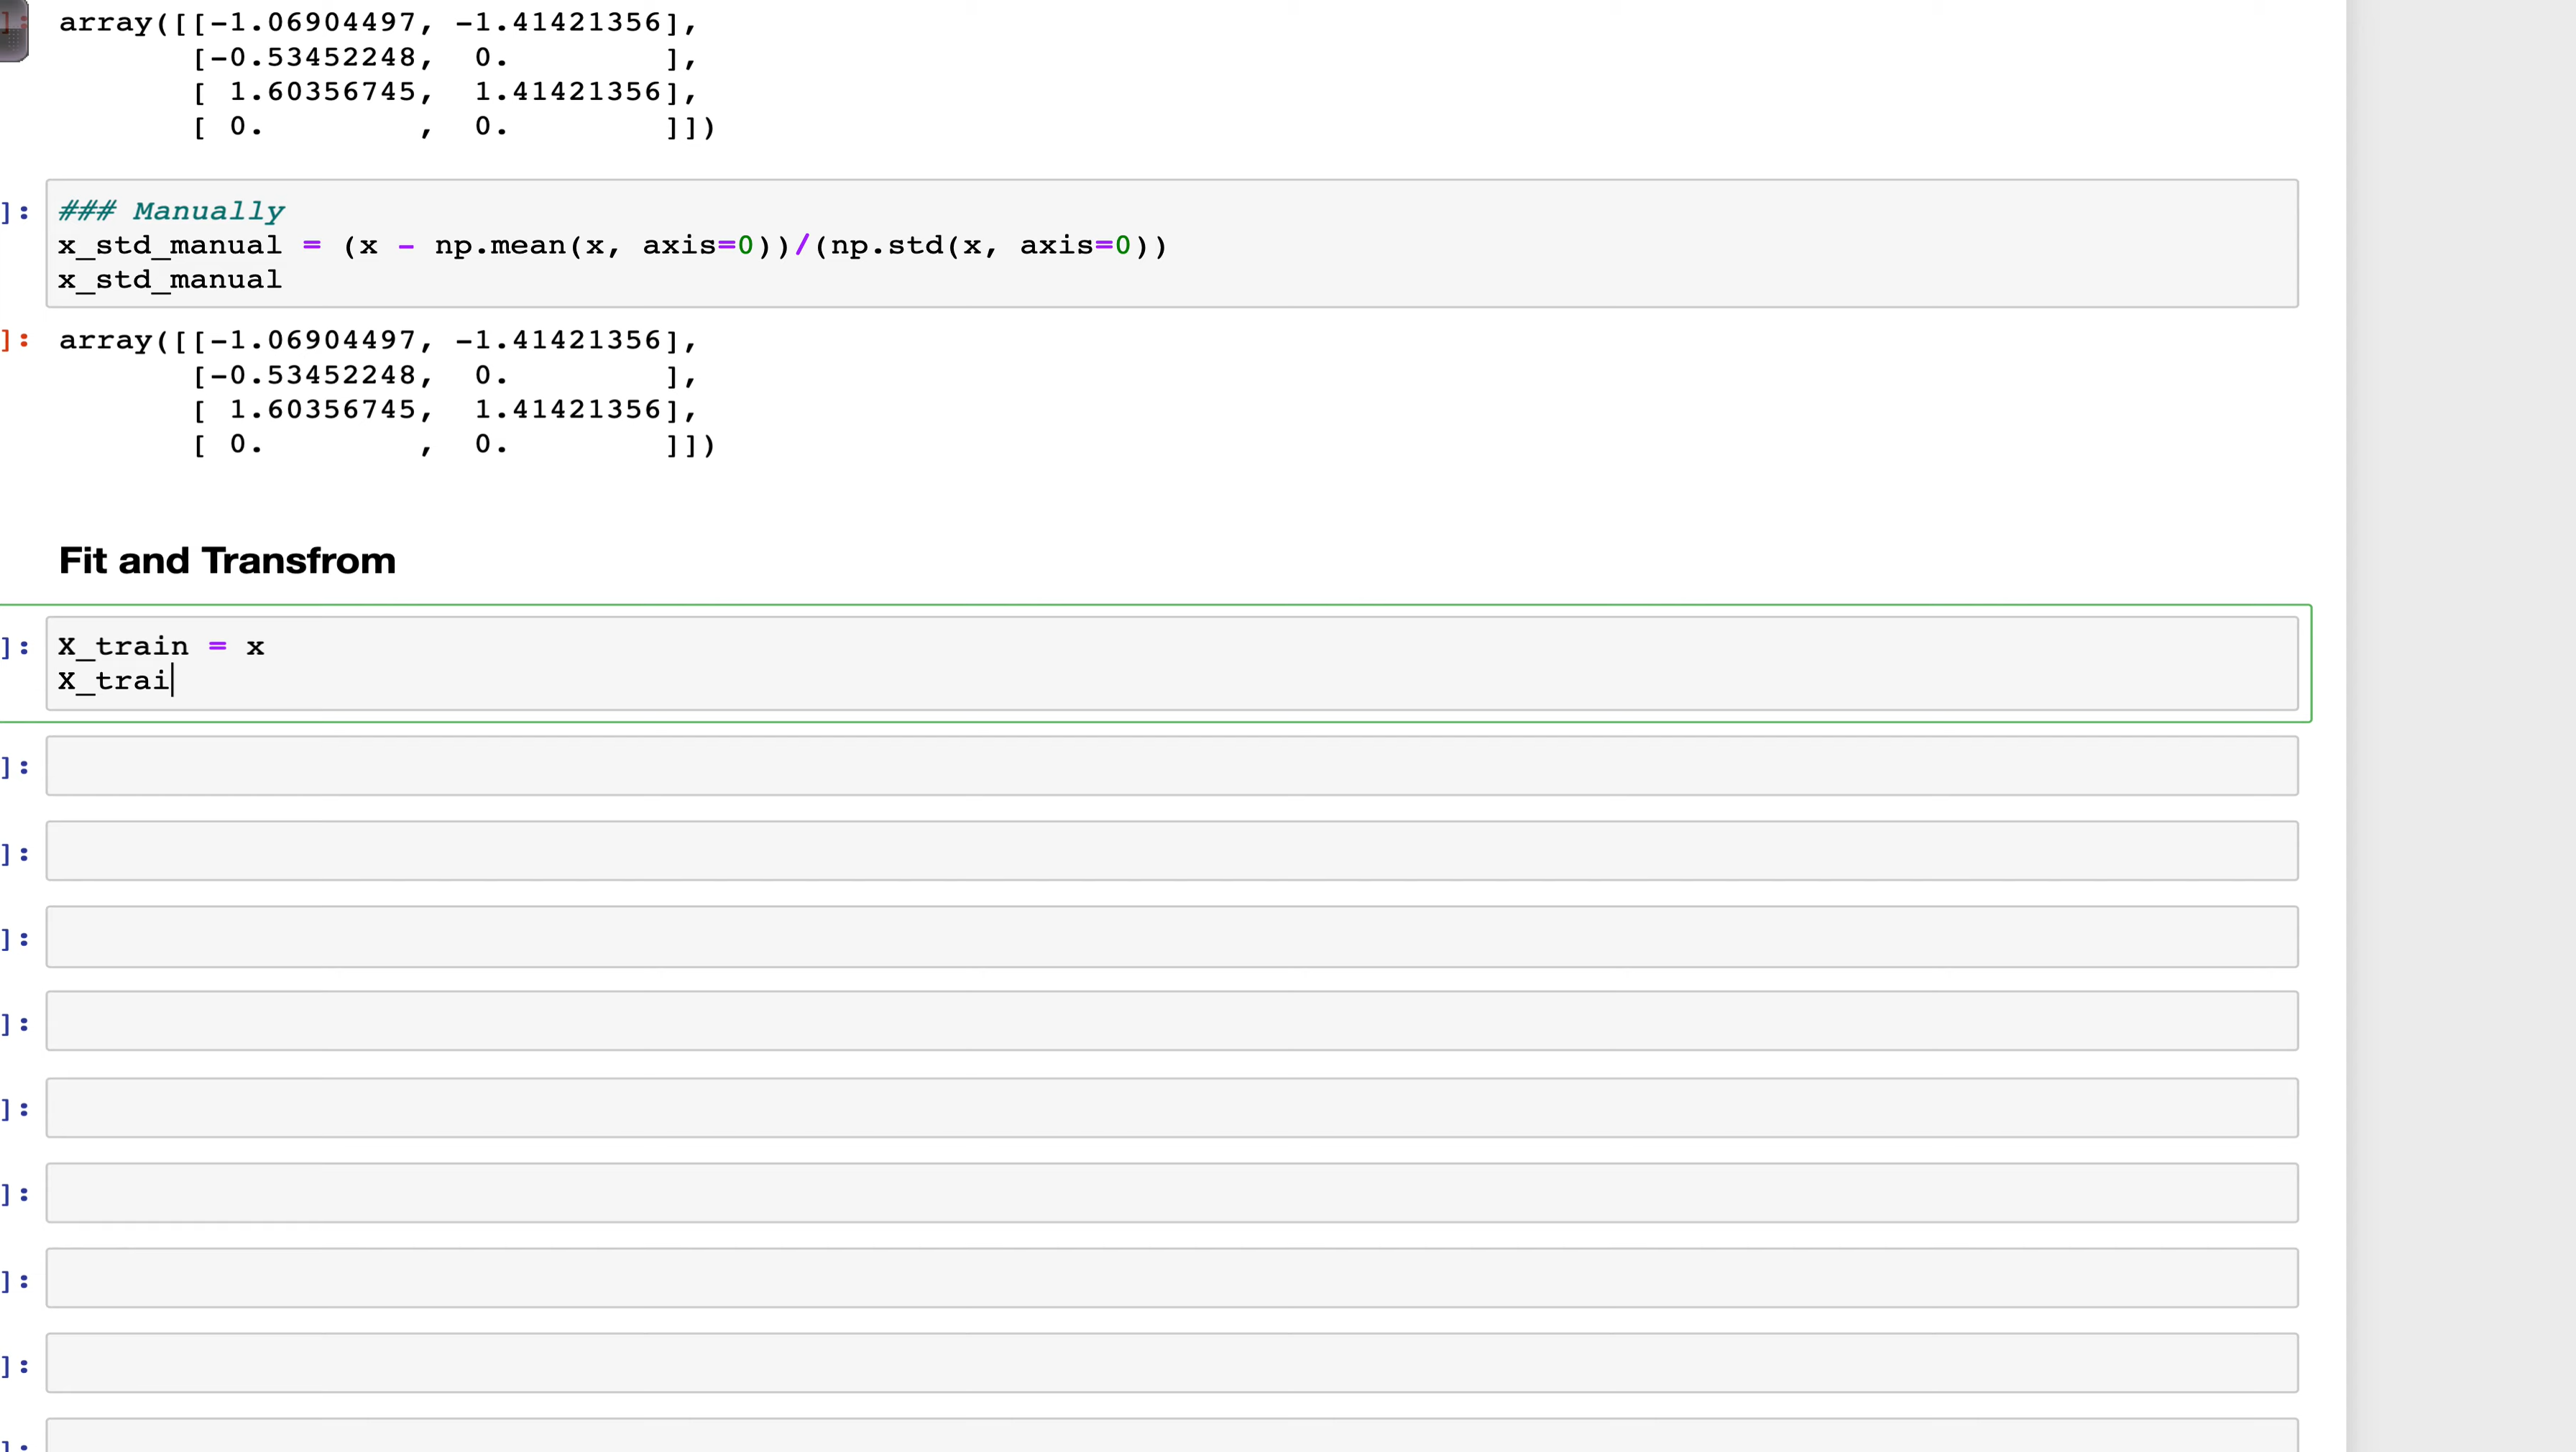 ]: array([[-1.06904497, -1.41421356],
[-0.53452248, 0. ],
[ 1.60356745, 1.41421356],
[ 0. , 0. ]])
]: ### Manually
x_std_manual = (x - np.mean(x, axis=0))/(np.std(x, axis=0))
x_std_manual
]: array([[-1.06904497, -1.41421356],
[-0.53452248, 0. ],
[ 1.60356745, 1.41421356],
[ 0. , 0. ]])
Fit and Transfrom
]: X_train = x
X_trai
]:
]:
]:
]:
]:
]:
]:
]:
]: